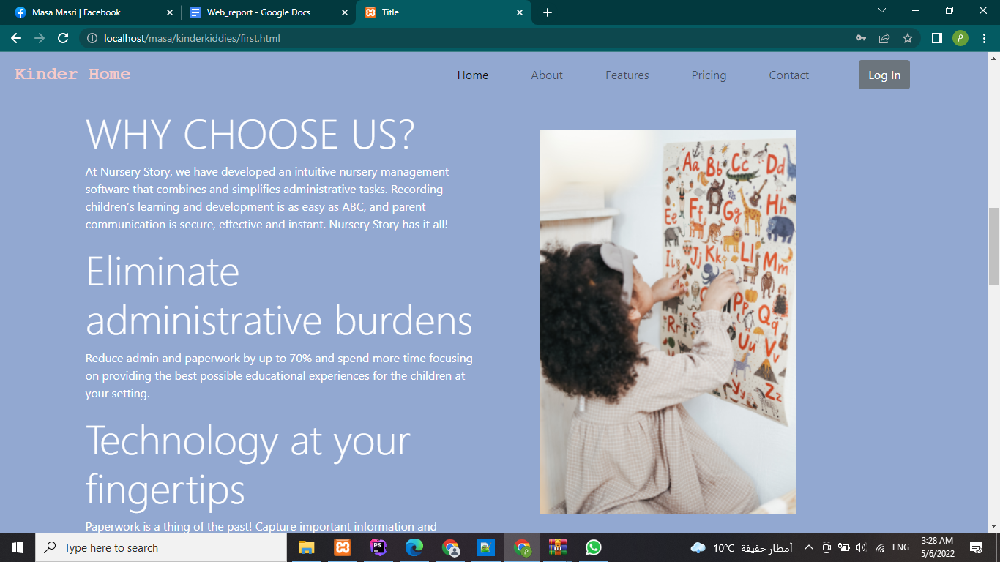 Masa Masri | Facebook
Web_report - Google Docs
Title
localhost/masa/kinderkiddies/first.html
P
Kinder Home
Home
About
Features
Pricing
Contact
Log In
WHY CHOOSE US?
At Nursery Story, we have developed an intuitive nursery management
software that combines and simplifies administrative tasks. Recording
children’s learning and development is as easy as ABC, and parent
communication is secure, effective and instant. Nursery Story has it all!
Eliminate
administrative burdens
Reduce admin and paperwork by up to 70% and spend more time focusing
on providing the best possible educational experiences for the children at
your setting.
Technology at your
fingertips
Paperwork is a thing of the past! Capture important information and
Aa Bb Cc Dd
Ee Ff Gg Hh
Ii Jj Kk Ll Mm
Pp Qq
Rr S
Uu Vv
Yy Zz
Type here to search
PS
P
10°C أمطار خفيفة
ENG
3:28 AM
5/6/2022